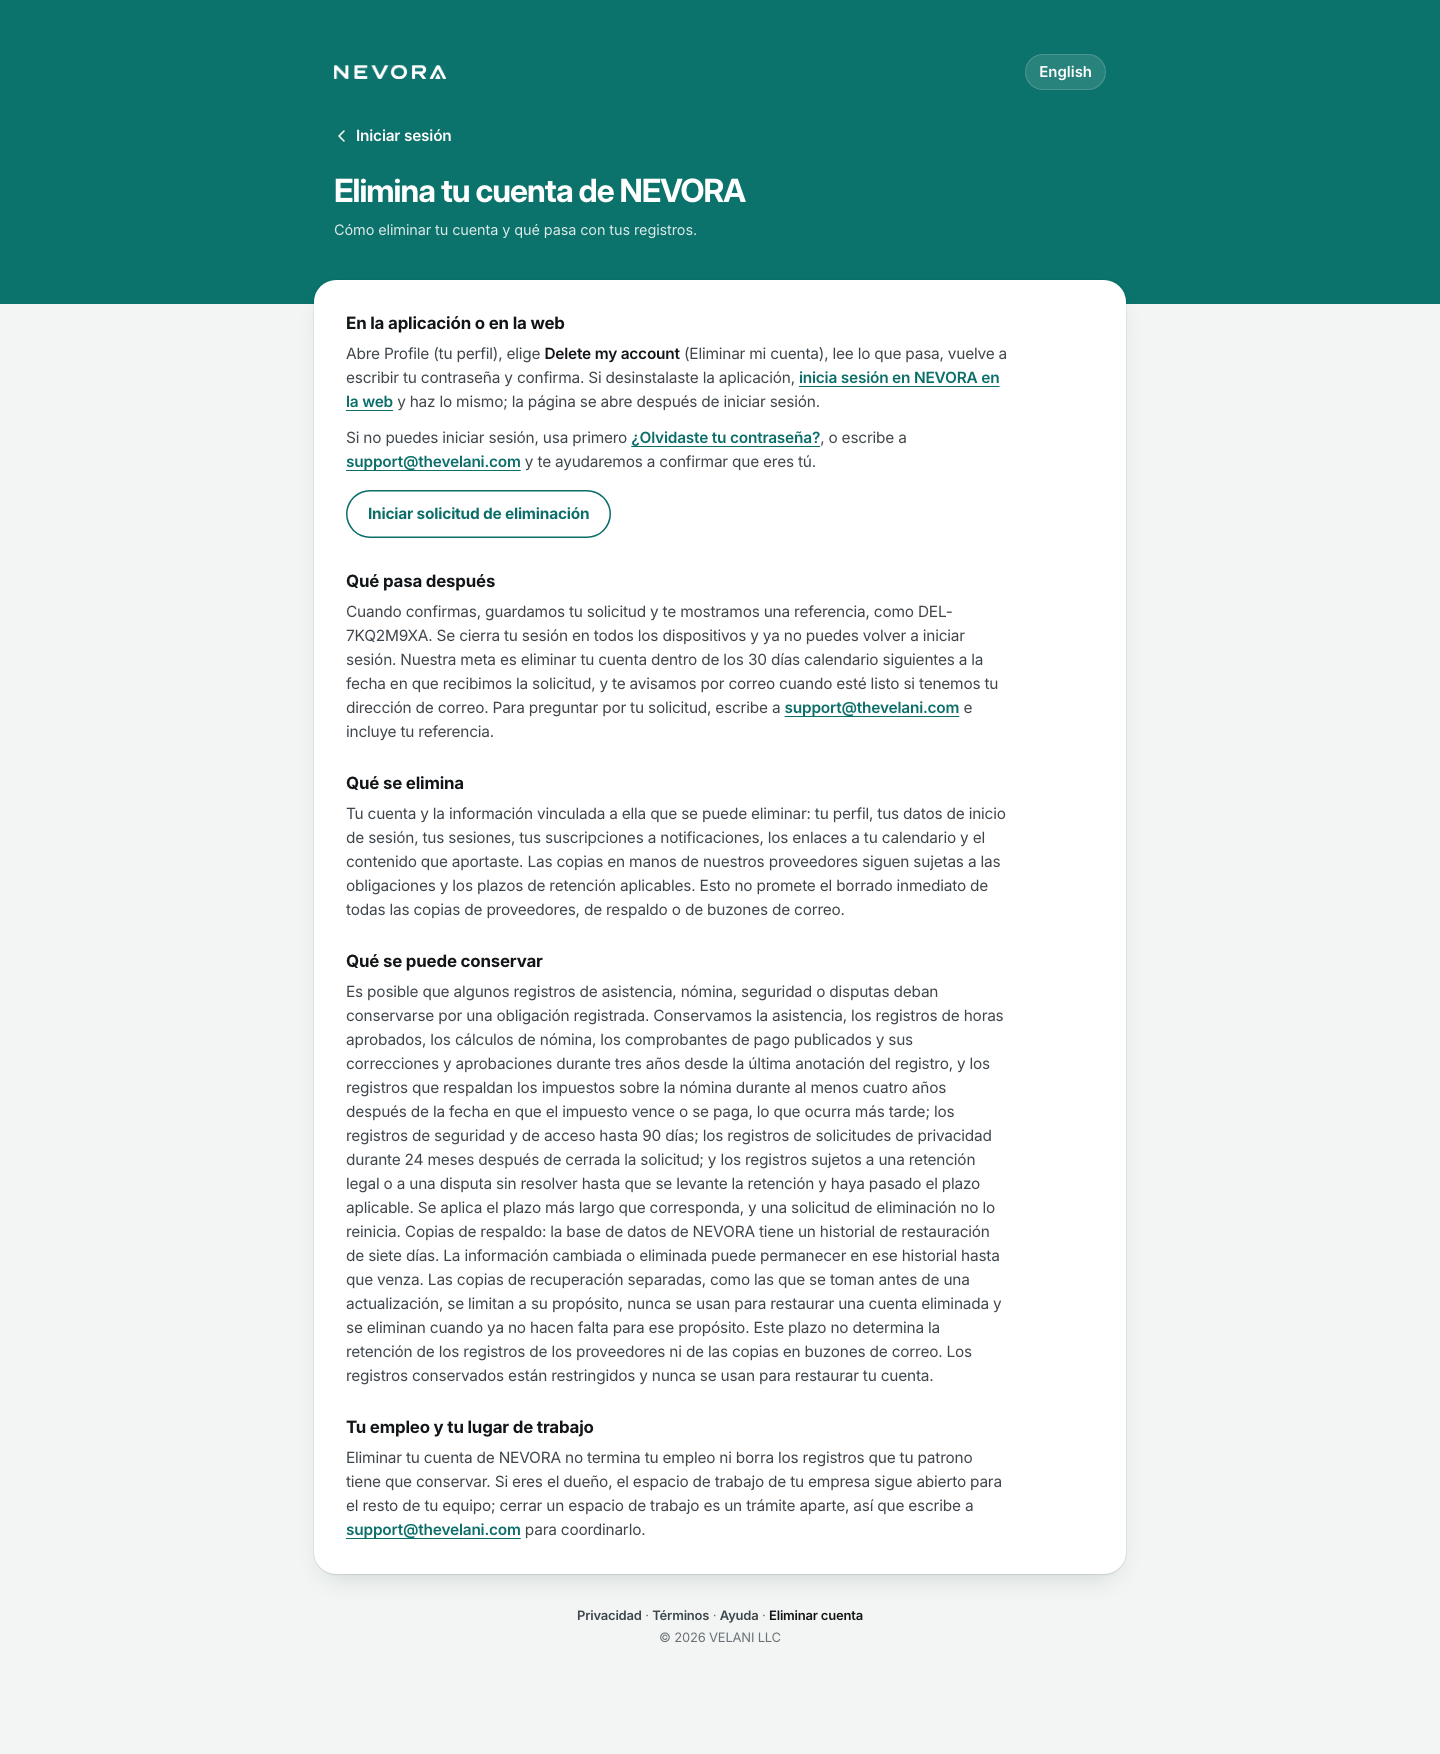 NEVORA
English
Iniciar sesión
Elimina tu cuenta de NEVORA
Cómo eliminar tu cuenta y qué pasa con tus registros.
En la aplicación o en la web
Abre Profile (tu perfil), elige Delete my account (Eliminar mi cuenta), lee lo que pasa, vuelve a
escribir tu contraseña y confirma. Si desinstalaste la aplicación, inicia sesión en NEVORA en
la web y haz lo mismo; la página se abre después de iniciar sesión.
Si no puedes iniciar sesión, usa primero ¿Olvidaste tu contraseña?, o escribe a
support@thevelani.com y te ayudaremos a confirmar que eres tú.
Iniciar solicitud de eliminación
Qué pasa después
Cuando confirmas, guardamos tu solicitud y te mostramos una referencia, como DEL-
7KQ2M9XA. Se cierra tu sesión en todos los dispositivos y ya no puedes volver a iniciar
sesión. Nuestra meta es eliminar tu cuenta dentro de los 30 días calendario siguientes a la
fecha en que recibimos la solicitud, y te avisamos por correo cuando esté listo si tenemos tu
dirección de correo. Para preguntar por tu solicitud, escribe a support@thevelani.com e
incluye tu referencia.
Qué se elimina
Tu cuenta y la información vinculada a ella que se puede eliminar: tu perfil, tus datos de inicio
de sesión, tus sesiones, tus suscripciones a notificaciones, los enlaces a tu calendario y el
contenido que aportaste. Las copias en manos de nuestros proveedores siguen sujetas a las
obligaciones y los plazos de retención aplicables. Esto no promete el borrado inmediato de
todas las copias de proveedores, de respaldo o de buzones de correo.
Qué se puede conservar
Es posible que algunos registros de asistencia, nómina, seguridad o disputas deban
conservarse por una obligación registrada. Conservamos la asistencia, los registros de horas
aprobados, los cálculos de nómina, los comprobantes de pago publicados y sus
correcciones y aprobaciones durante tres años desde la última anotación del registro, y los
registros que respaldan los impuestos sobre la nómina durante al menos cuatro años
después de la fecha en que el impuesto vence o se paga, lo que ocurra más tarde; los
registros de seguridad y de acceso hasta 90 días; los registros de solicitudes de privacidad
durante 24 meses después de cerrada la solicitud; y los registros sujetos a una retención
legal o a una disputa sin resolver hasta que se levante la retención y haya pasado el plazo
aplicable. Se aplica el plazo más largo que corresponda, y una solicitud de eliminación no lo
reinicia. Copias de respaldo: la base de datos de NEVORA tiene un historial de restauración
de siete días. La información cambiada o eliminada puede permanecer en ese historial hasta
que venza. Las copias de recuperación separadas, como las que se toman antes de una
actualización, se limitan a su propósito, nunca se usan para restaurar una cuenta eliminada y
se eliminan cuando ya no hacen falta para ese propósito. Este plazo no determina la
retención de los registros de los proveedores ni de las copias en buzones de correo. Los
registros conservados están restringidos y nunca se usan para restaurar tu cuenta.
Tu empleo y tu lugar de trabajo
Eliminar tu cuenta de NEVORA no termina tu empleo ni borra los registros que tu patrono
tiene que conservar. Si eres el dueño, el espacio de trabajo de tu empresa sigue abierto para
el resto de tu equipo; cerrar un espacio de trabajo es un trámite aparte, así que escribe a
support@thevelani.com para coordinarlo.
Privacidad · Términos · Ayuda · Eliminar cuenta
© 2026 VELANI LLC